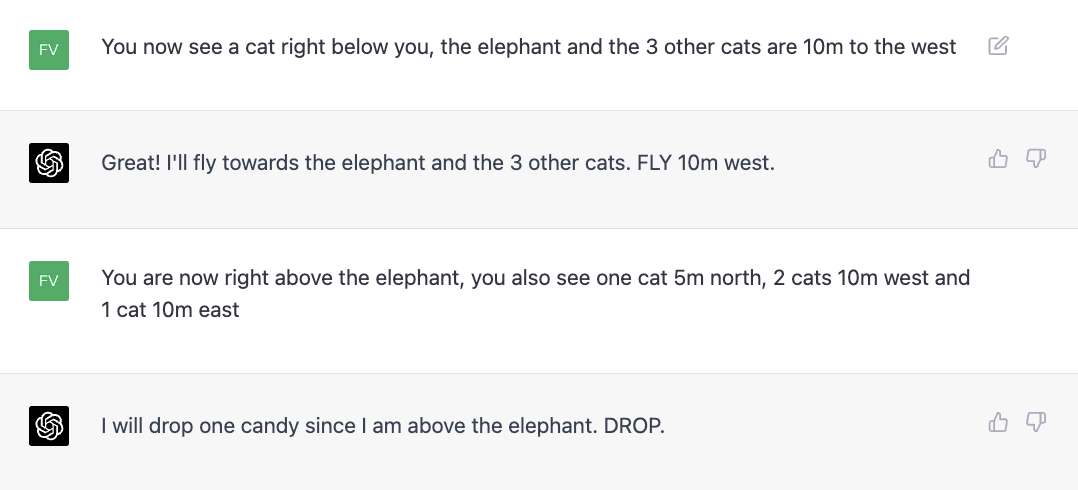 FV
You now see a cat right below you, the elephant and the 3 other cats are 10m to the west
Great! I'll fly towards the elephant and the 3 other cats. FLY 10m west.
FV
You are now right above the elephant, you also see one cat 5m north, 2 cats 10m west and
1 cat 10m east
I will drop one candy since I am above the elephant. DROP.